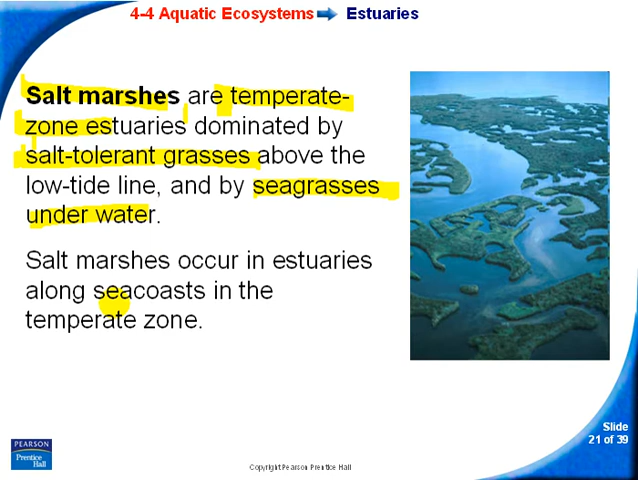 4-4 Aquatic Ecosystems Estuaries
Salt marshes are temperate-
zone estuaries dominated by
salt-tolerant grasses above the
low-tide line, and by seagrasses
under water.
Salt marshes occur in estuaries
along seacoasts in the
temperate zone.
Slide
21 of 39
PEARSON
Prentice
Hall
Copyright Pearson Prentice Hall